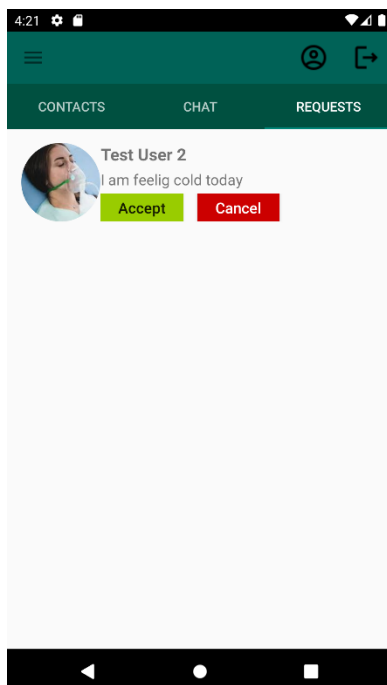 4:21
CONTACTS CHAT REQUESTS
Test User 2
I am feelig cold today
Accept Cancel